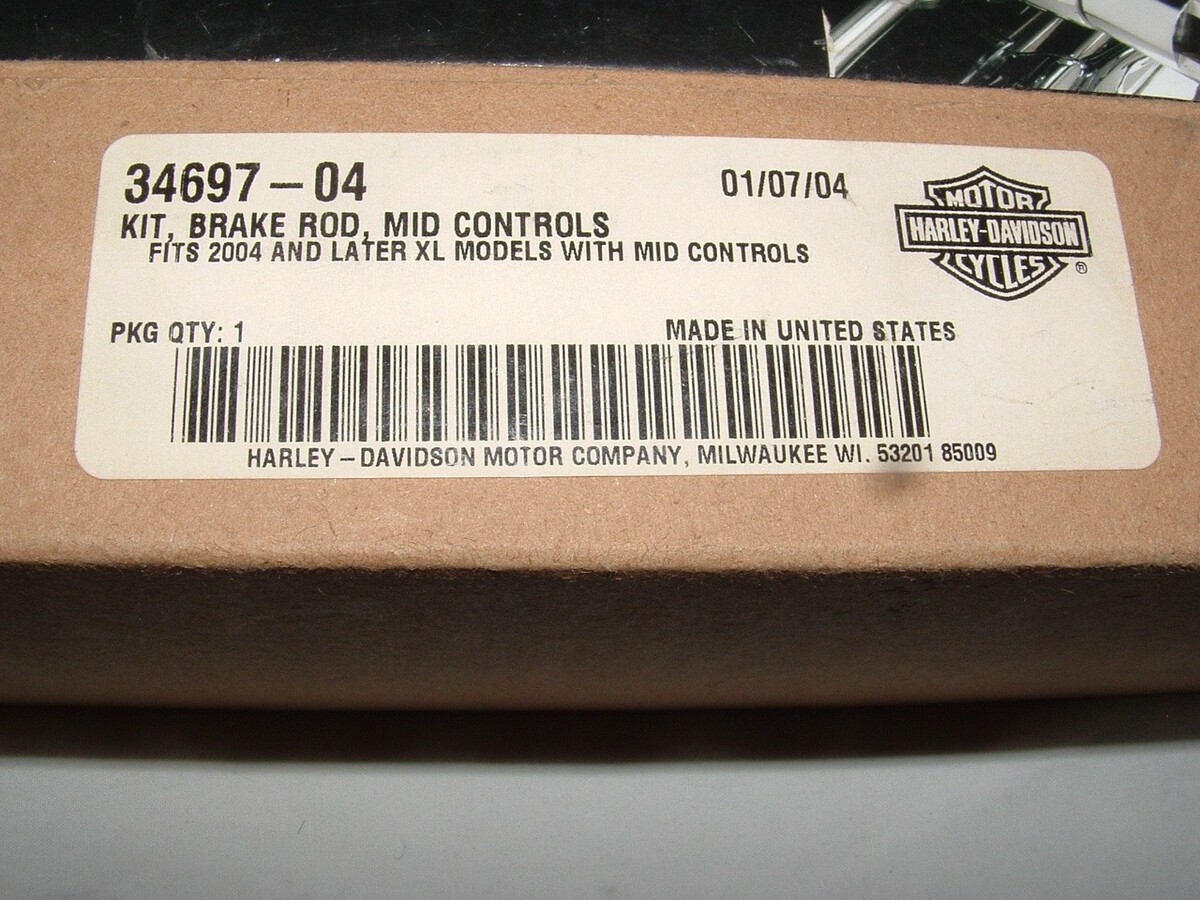 34697-04 01/07/04
KIT, BRAKE ROD, MID CONTROLS
FITS 2004 AND LATER XL MODELS WITH MID CONTROLS
MOTOR
HARLEY-DAVIDSON
CYCLES
®
PKG QTY: 1 MADE IN UNITED STATES
HARLEY-DAVIDSON MOTOR COMPANY, MILWAUKEE WI. 53201 85009